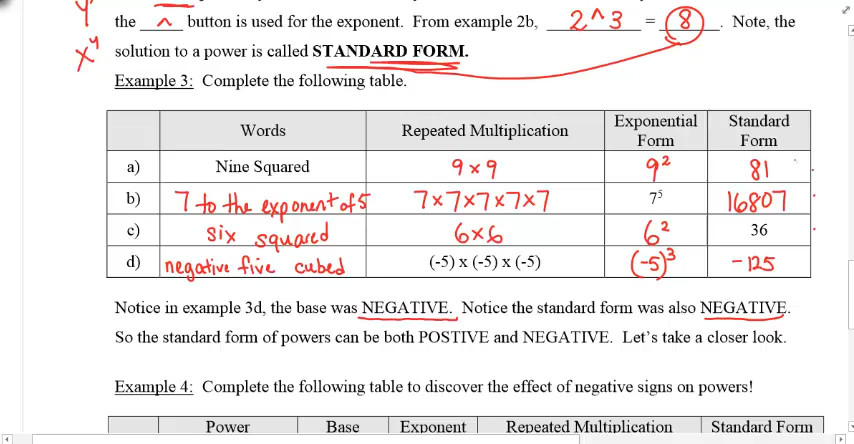 y
the ^ button is used for the exponent. From example 2b, 2^3 = 8. Note, the
x^y solution to a power is called STANDARD FORM.
Example 3: Complete the following table.
Words Repeated Multiplication Exponential Form Standard Form
a) Nine Squared 9 × 9 9² 81
b) 7 to the exponent of 5 7×7×7×7×7 7⁵ 16807
c) six squared 6×6 6² 36
d) negative five cubed (-5) x (-5) x (-5) (-5)³ -125
Notice in example 3d, the base was NEGATIVE. Notice the standard form was also NEGATIVE.
So the standard form of powers can be both POSTIVE and NEGATIVE. Let's take a closer look.
Example 4: Complete the following table to discover the effect of negative signs on powers!
Power Base Exponent Repeated Multiplication Standard Form